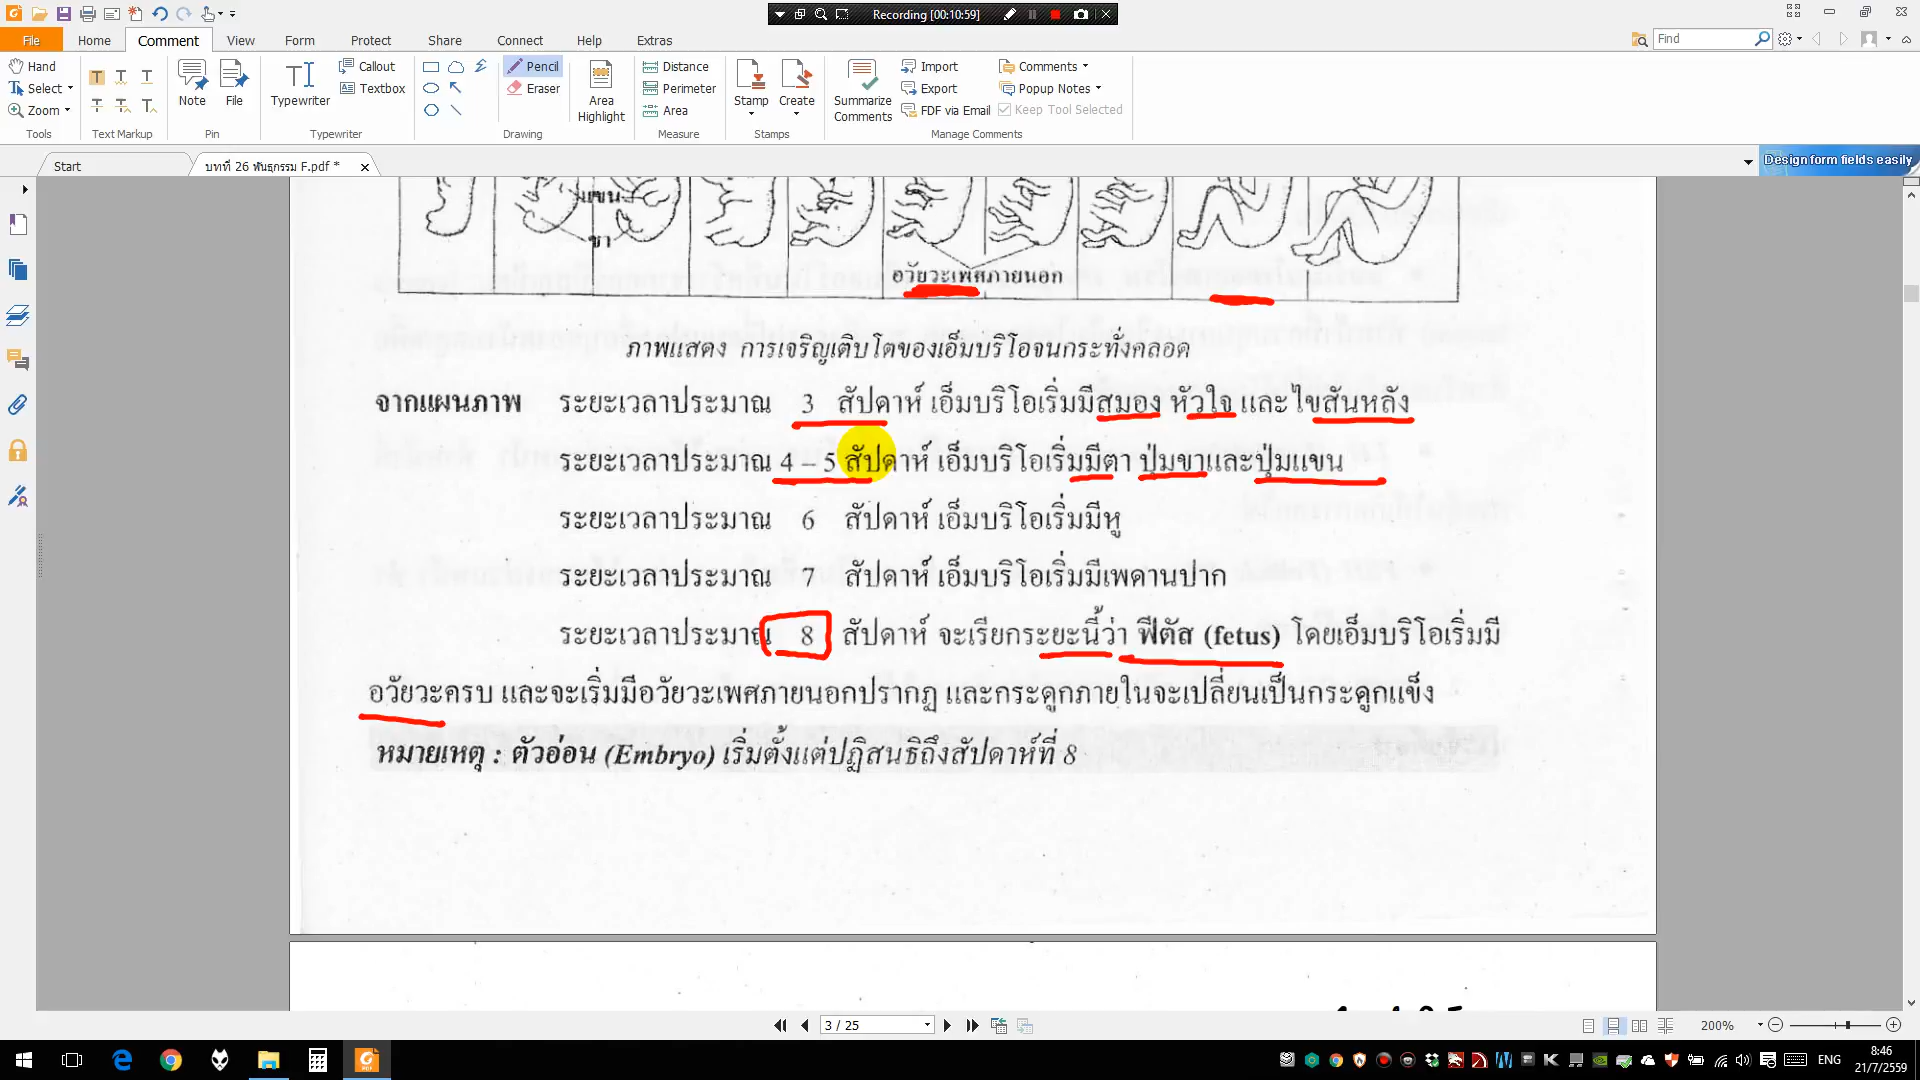 Recording [00:10:59]
File Home Comment View Form Protect Share Connect Help Extras
Find
Hand
Select
Zoom
Tools
Text Markup
Note
File
Pin
Typewriter
Callout
Textbox
Typewriter
Pencil
Eraser
Drawing
Area Highlight
Distance
Perimeter
Area
Measure
Stamp
Create
Stamps
Summarize Comments
Import
Export
FDF via Email
Comments
Popup Notes
Keep Tool Selected
Manage Comments
Start
บทที่ 26 พันธุกรรม F.pdf *
Design form fields easily
แขน
ขา
อวัยวะเพศภายนอก
ภาพแสดง การเจริญเติบโตของเอ็มบริโอจนกระทั่งคลอด
จากแผนภาพ ระยะเวลาประมาณ 3 สัปดาห์ เอ็มบริโอเริ่มมีสมอง หัวใจ และไขสันหลัง
ระยะเวลาประมาณ 4 – 5 สัปดาห์ เอ็มบริโอเริ่มมีตา ปุ่มขาและปุ่มแขน
ระยะเวลาประมาณ 6 สัปดาห์ เอ็มบริโอเริ่มมีหู
ระยะเวลาประมาณ 7 สัปดาห์ เอ็มบริโอเริ่มมีเพดานปาก
ระยะเวลาประมาณ 8 สัปดาห์ จะเรียกระยะนี้ว่า ฟีตัส (fetus) โดยเอ็มบริโอเริ่มมี
อวัยวะครบ และจะเริ่มมีอวัยวะเพศภายนอกปรากฏ และกระดูกภายในจะเปลี่ยนเป็นกระดูกแข็ง
หมายเหตุ : ตัวอ่อน (Embryo) เริ่มตั้งแต่ปฏิสนธิถึงสัปดาห์ที่ 8
3 / 25
200%
ENG
8:46
21/7/2559